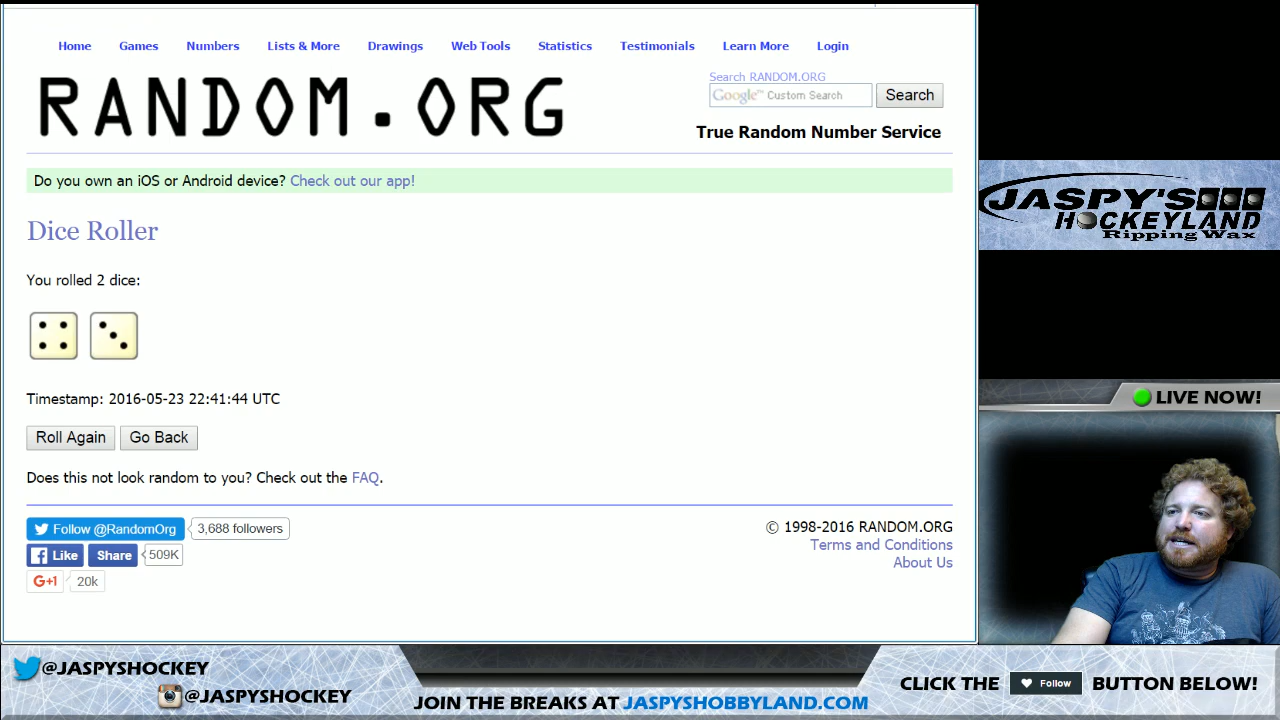 Home Games Numbers Lists & More Drawings Web Tools Statistics Testimonials Learn More Login
RANDOM.ORG
Search RANDOM.ORG
Google™ Custom Search Search
True Random Number Service
Do you own an iOS or Android device? Check out our app!
Dice Roller
You rolled 2 dice:
Timestamp: 2016-05-23 22:41:44 UTC
Roll Again Go Back
Does this not look random to you? Check out the FAQ.
Follow @RandomOrg 3,688 followers
Like Share 509K
G+1 20k
© 1998-2016 RANDOM.ORG
Terms and Conditions
About Us
JASPY'S
HOCKEYLAND
Ripping Wax
LIVE NOW!
@JASPYSHOCKEY
@JASPYSHOCKEY
JOIN THE BREAKS AT JASPYSHOBBYLAND.COM
CLICK THE Follow BUTTON BELOW!